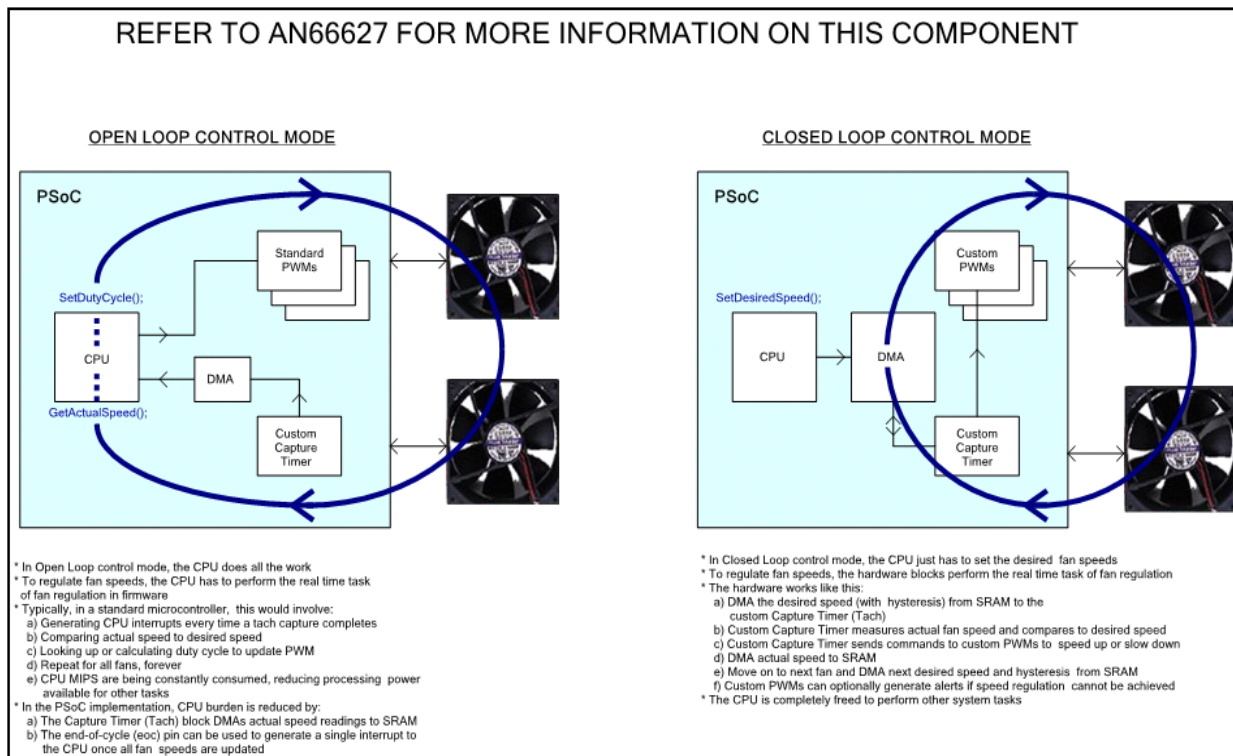 REFER TO AN66627 FOR MORE INFORMATION ON THIS COMPONENT
OPEN LOOP CONTROL MODE
PSoC
Standard
PWMs
SetDutyCycle();
CPU
DMA
GetActualSpeed();
Custom
Capture
Timer
* In Open Loop control mode, the CPU does all the work
* To regulate fan speeds, the CPU has to perform the real time task
of fan regulation in firmware
* Typically, in a standard microcontroller, this would involve:
a) Generating CPU interrupts every time a tach capture completes
b) Comparing actual speed to desired speed
c) Looking up or calculating duty cycle to update PWM
d) Repeat for all fans, forever
e) CPU MIPS are being constantly consumed, reducing processing power
available for other tasks
* In the PSoC implementation, CPU burden is reduced by:
a) The Capture Timer (Tach) block DMAs actual speed readings to SRAM
b) The end-of-cycle (eoc) pin can be used to generate a single interrupt to
the CPU once all fan speeds are updated
CLOSED LOOP CONTROL MODE
PSoC
Custom
PWMs
SetDesiredSpeed();
CPU
DMA
Custom
Capture
Timer
* In Closed Loop control mode, the CPU just has to set the desired fan speeds
* To regulate fan speeds, the hardware blocks perform the real time task of fan regulation
* The hardware works like this:
a) DMA the desired speed (with hysteresis) from SRAM to the
custom Capture Timer (Tach)
b) Custom Capture Timer measures actual fan speed and compares to desired speed
c) Custom Capture Timer sends commands to custom PWMs to speed up or slow down
d) DMA actual speed to SRAM
e) Move on to next fan and DMA next desired speed and hysteresis from SRAM
f) Custom PWMs can optionally generate alerts if speed regulation cannot be achieved
* The CPU is completely freed to perform other system tasks